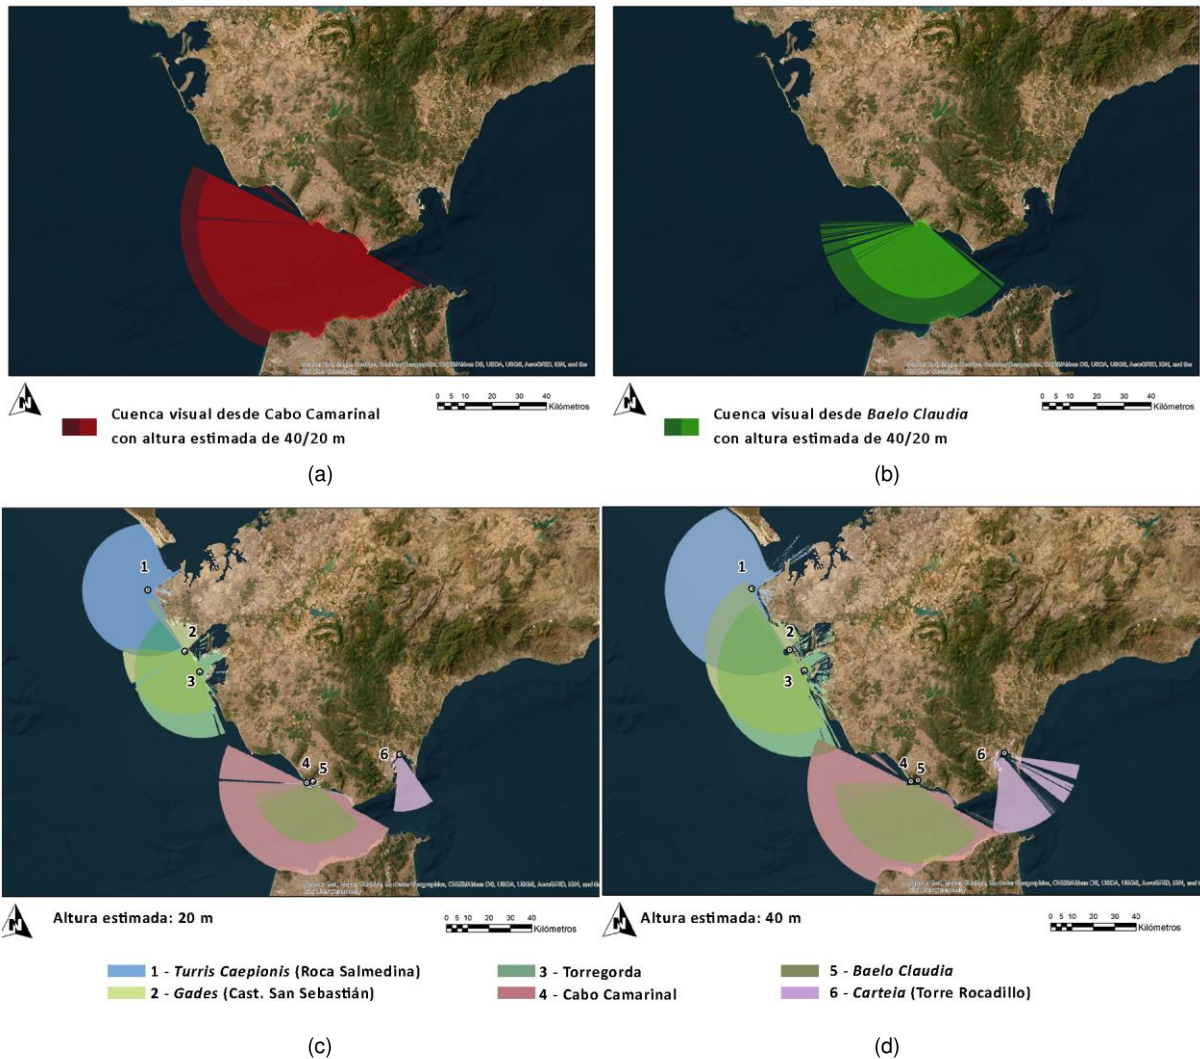 N
0 5 10 20 30 40
Kilómetros
Cuenca visual desde Cabo Camarinal
con altura estimada de 40/20 m
(a)
N
0 5 10 20 30 40
Kilómetros
Cuenca visual desde Baelo Claudia
con altura estimada de 40/20 m
(b)
1
2
3
4 5
6
N
Altura estimada: 20 m
0 5 10 20 30 40
Kilómetros
1
2
3
4 5
6
N
Altura estimada: 40 m
0 5 10 20 30 40
Kilómetros
1 - Turris Caepionis (Roca Salmedina)
3 - Torregorda
5 - Baelo Claudia
2 - Gades (Cast. San Sebastián)
4 - Cabo Camarinal
6 - Carteia (Torre Rocadillo)
(c)
(d)